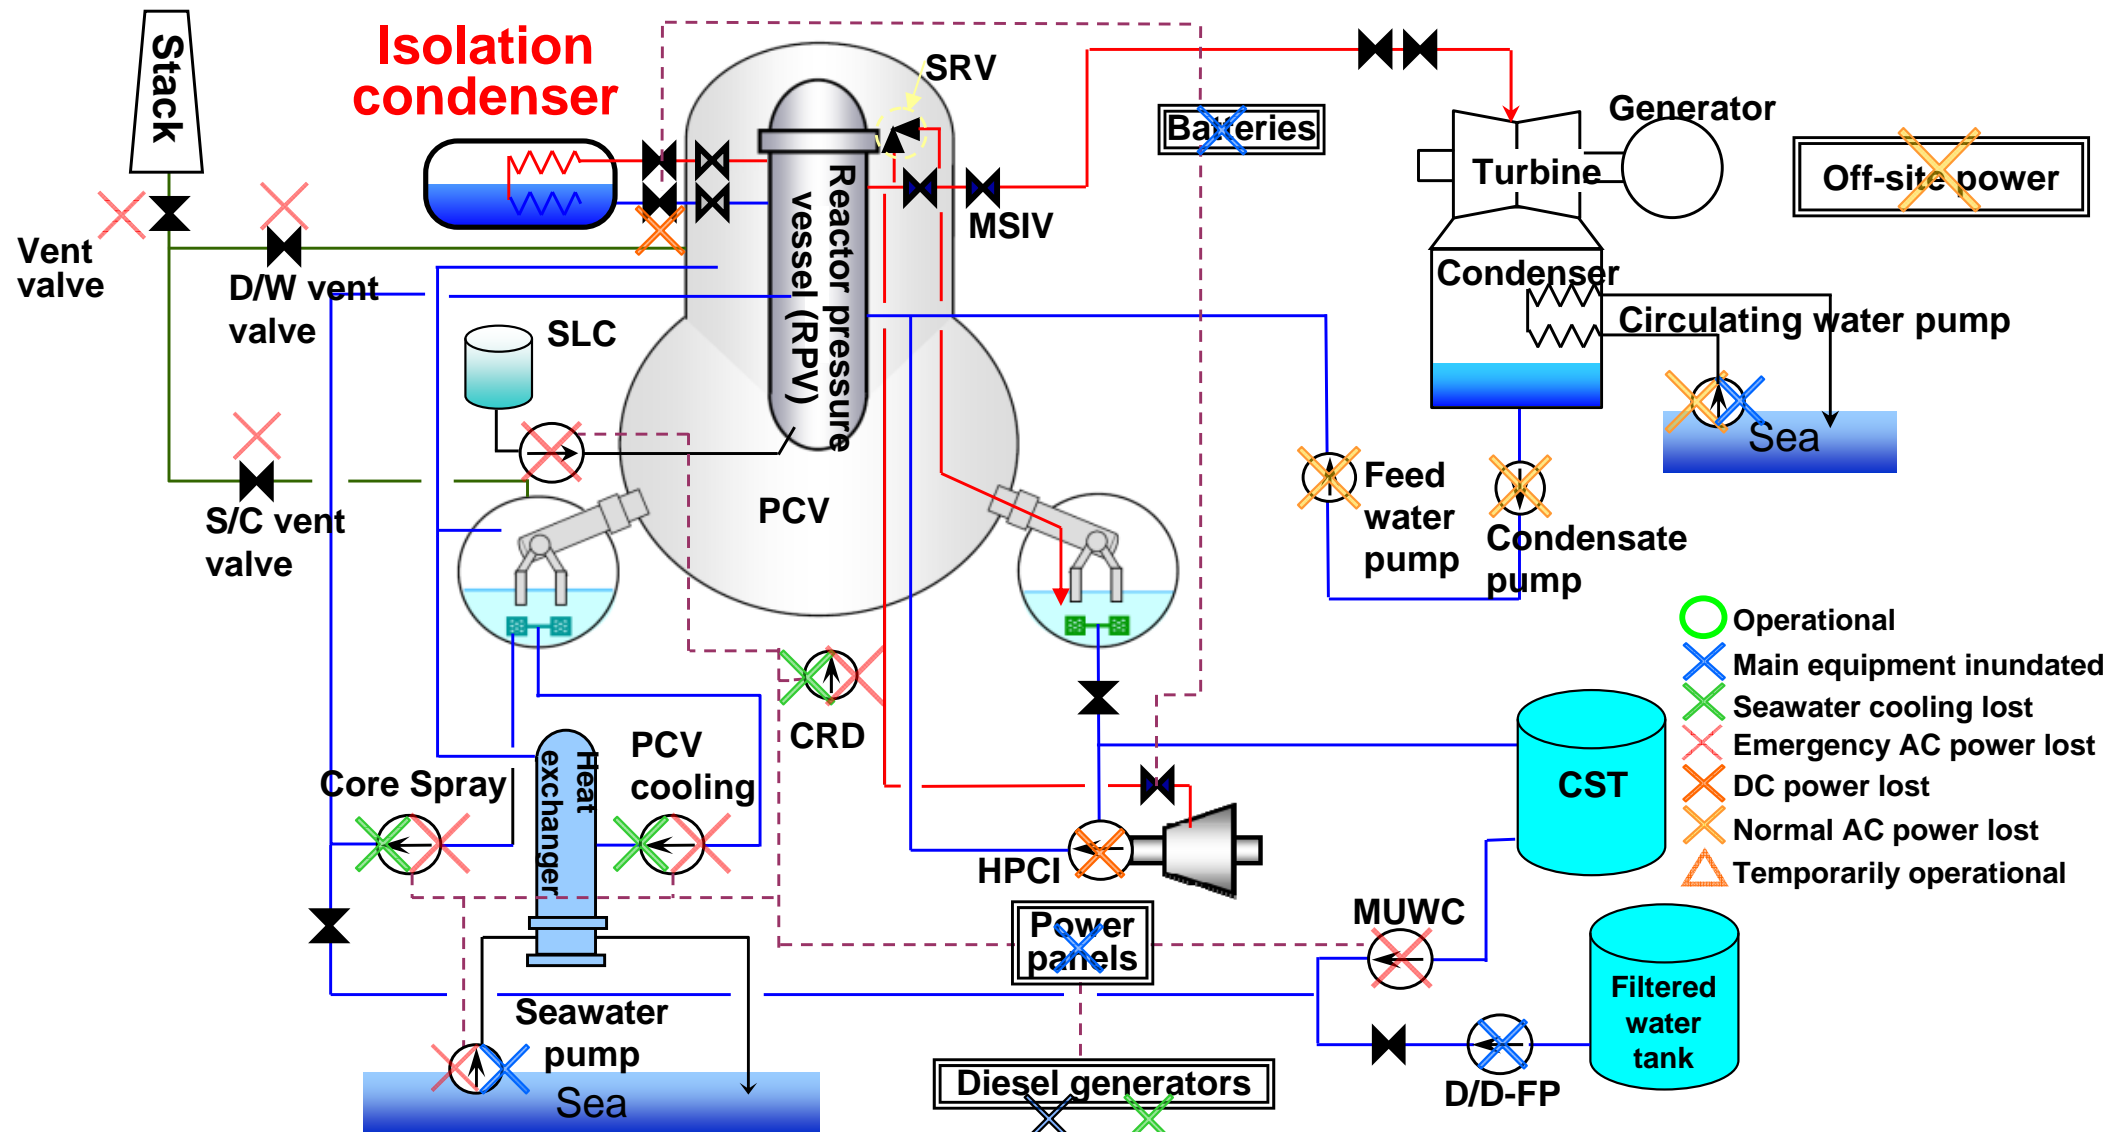 Stack
Isolation
condenser
SRV
Batteries
Generator
Turbine
Off-site power
MSIV
Vent
valve
D/W vent
valve
Reactor pressure
vessel (RPV)
Condenser
Circulating water pump
SLC
Sea
S/C vent
valve
PCV
Feed
water
pump
Condensate
pump
Operational
Main equipment inundated
Seawater cooling lost
Emergency AC power lost
DC power lost
Normal AC power lost
Temporarily operational
CRD
PCV
cooling
Core Spray
Heat
exchanger
CST
HPCI
Power
panels
MUWC
Filtered
water
tank
Seawater
pump
Sea
Diesel generators
D/D-FP